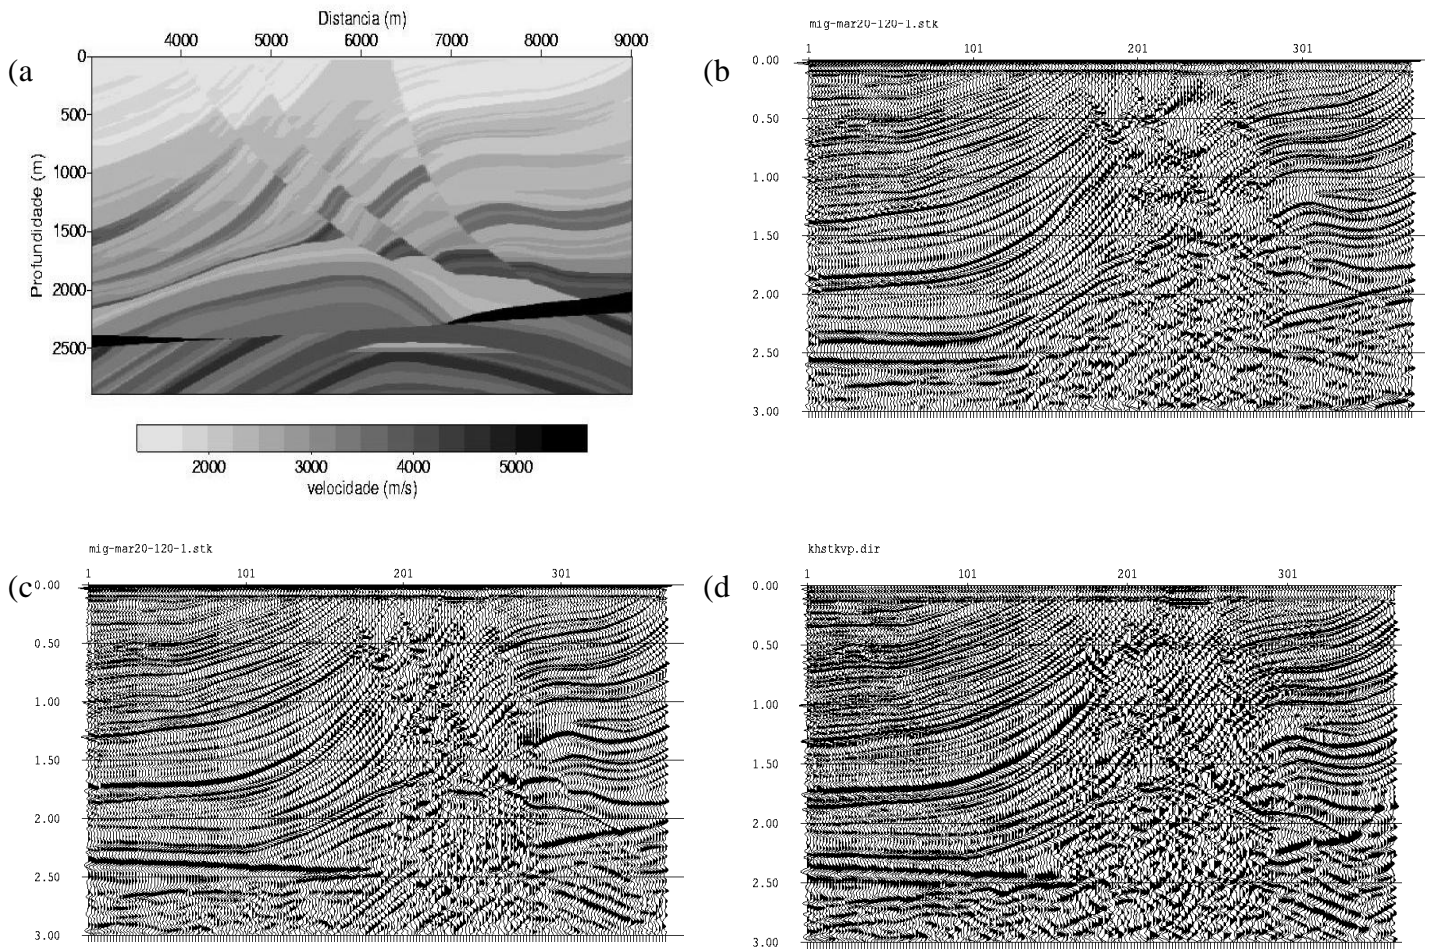 (a
Distancia (m)
4000 5000 6000 7000 8000 9000
0
500
1000
1500
2000
2500
Profundidade (m)
2000 3000 4000 5000
velocidade (m/s)
(b)
mig-mar20-120-1.stk
1 101 201 301
0.00
0.50
1.00
1.50
2.00
2.50
3.00
(c
mig-mar20-120-1.stk
1 101 201 301
0.00
0.50
1.00
1.50
2.00
2.50
3.00
(d)
khstkvp.dir
1 101 201 301
0.00
0.50
1.00
1.50
2.00
2.50
3.00